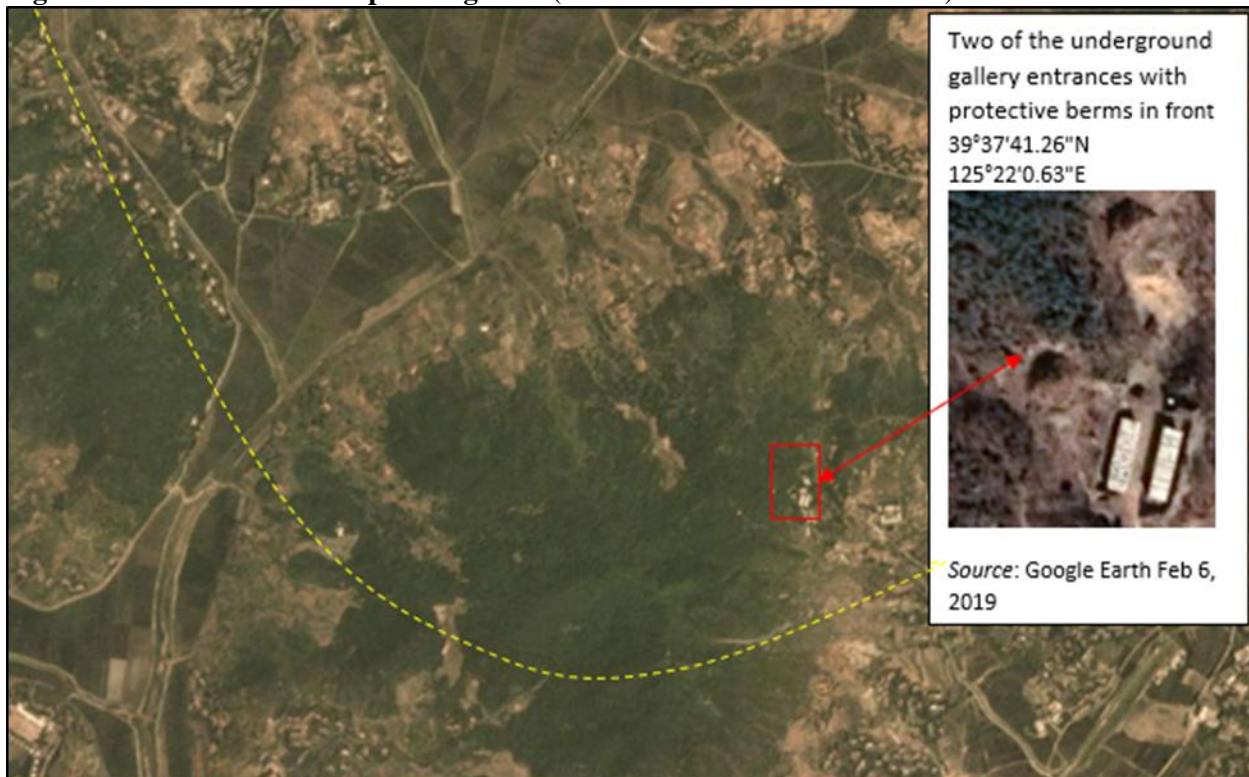 Two of the underground
gallery entrances with
protective berms in front
39°37'41.26"N
125°22'0.63"E
Source: Google Earth Feb 6,
2019